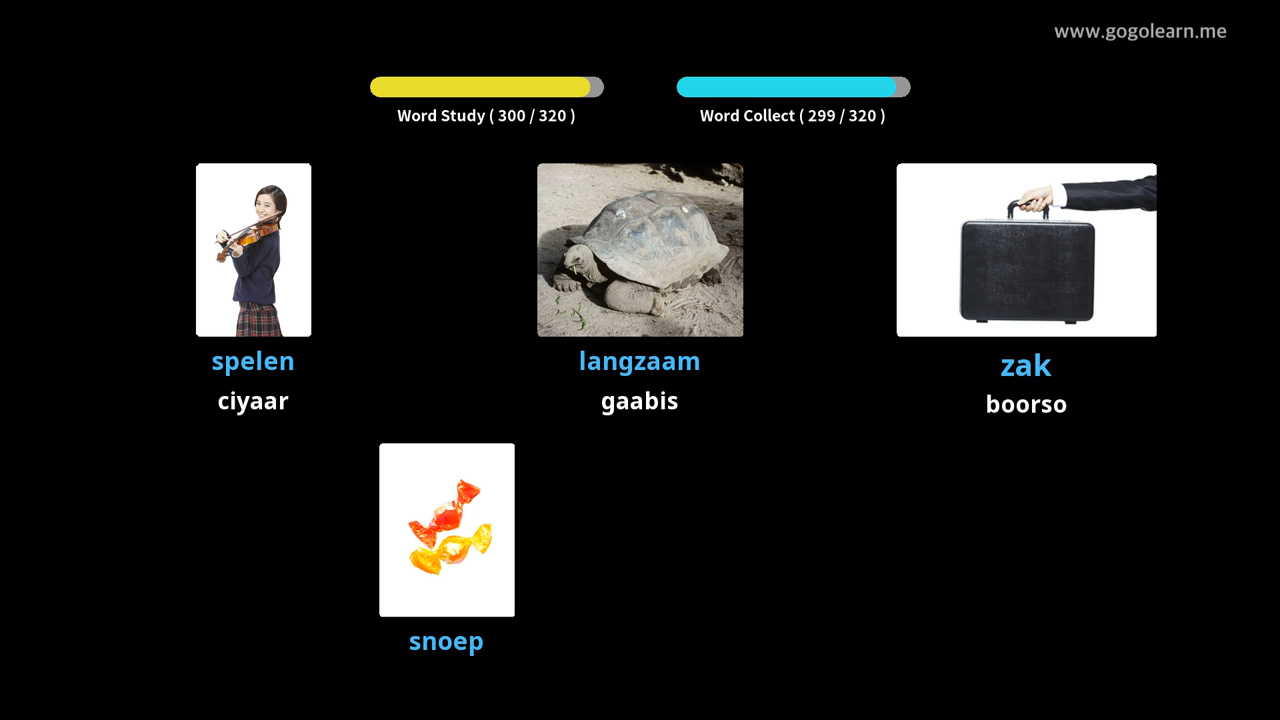 www.gogolearn.me
Word Study ( 300 / 320 )
Word Collect ( 299 / 320 )
spelen
ciyaar
langzaam
gaabis
zak
boorso
snoep